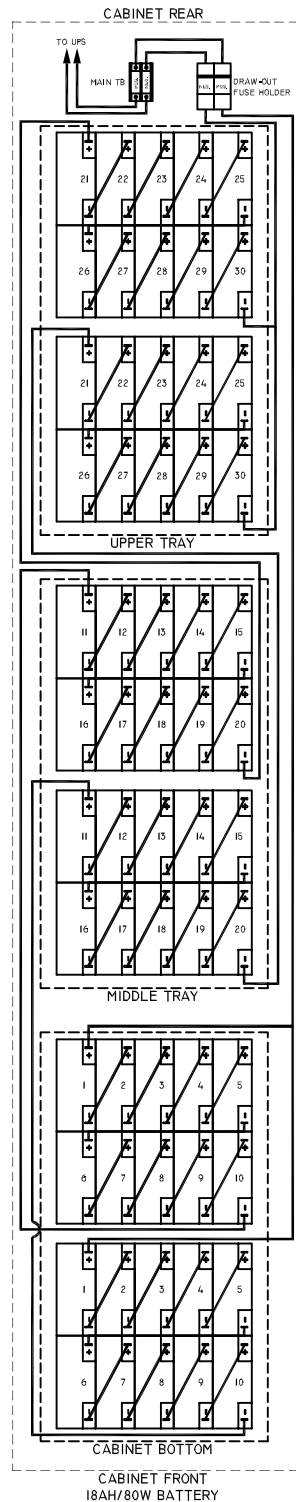 CABINET REAR
TO UPS
MAIN TB
NEG. POS.
DRAW-OUT
FUSE HOLDER
21 22 23 24 25
26 27 28 29 30
21 22 23 24 25
26 27 28 29 30
UPPER TRAY
11 12 13 14 15
16 17 18 19 20
11 12 13 14 15
16 17 18 19 20
MIDDLE TRAY
1 2 3 4 5
6 7 8 9 10
1 2 3 4 5
6 7 8 9 10
CABINET BOTTOM
CABINET FRONT
18AH/80W BATTERY